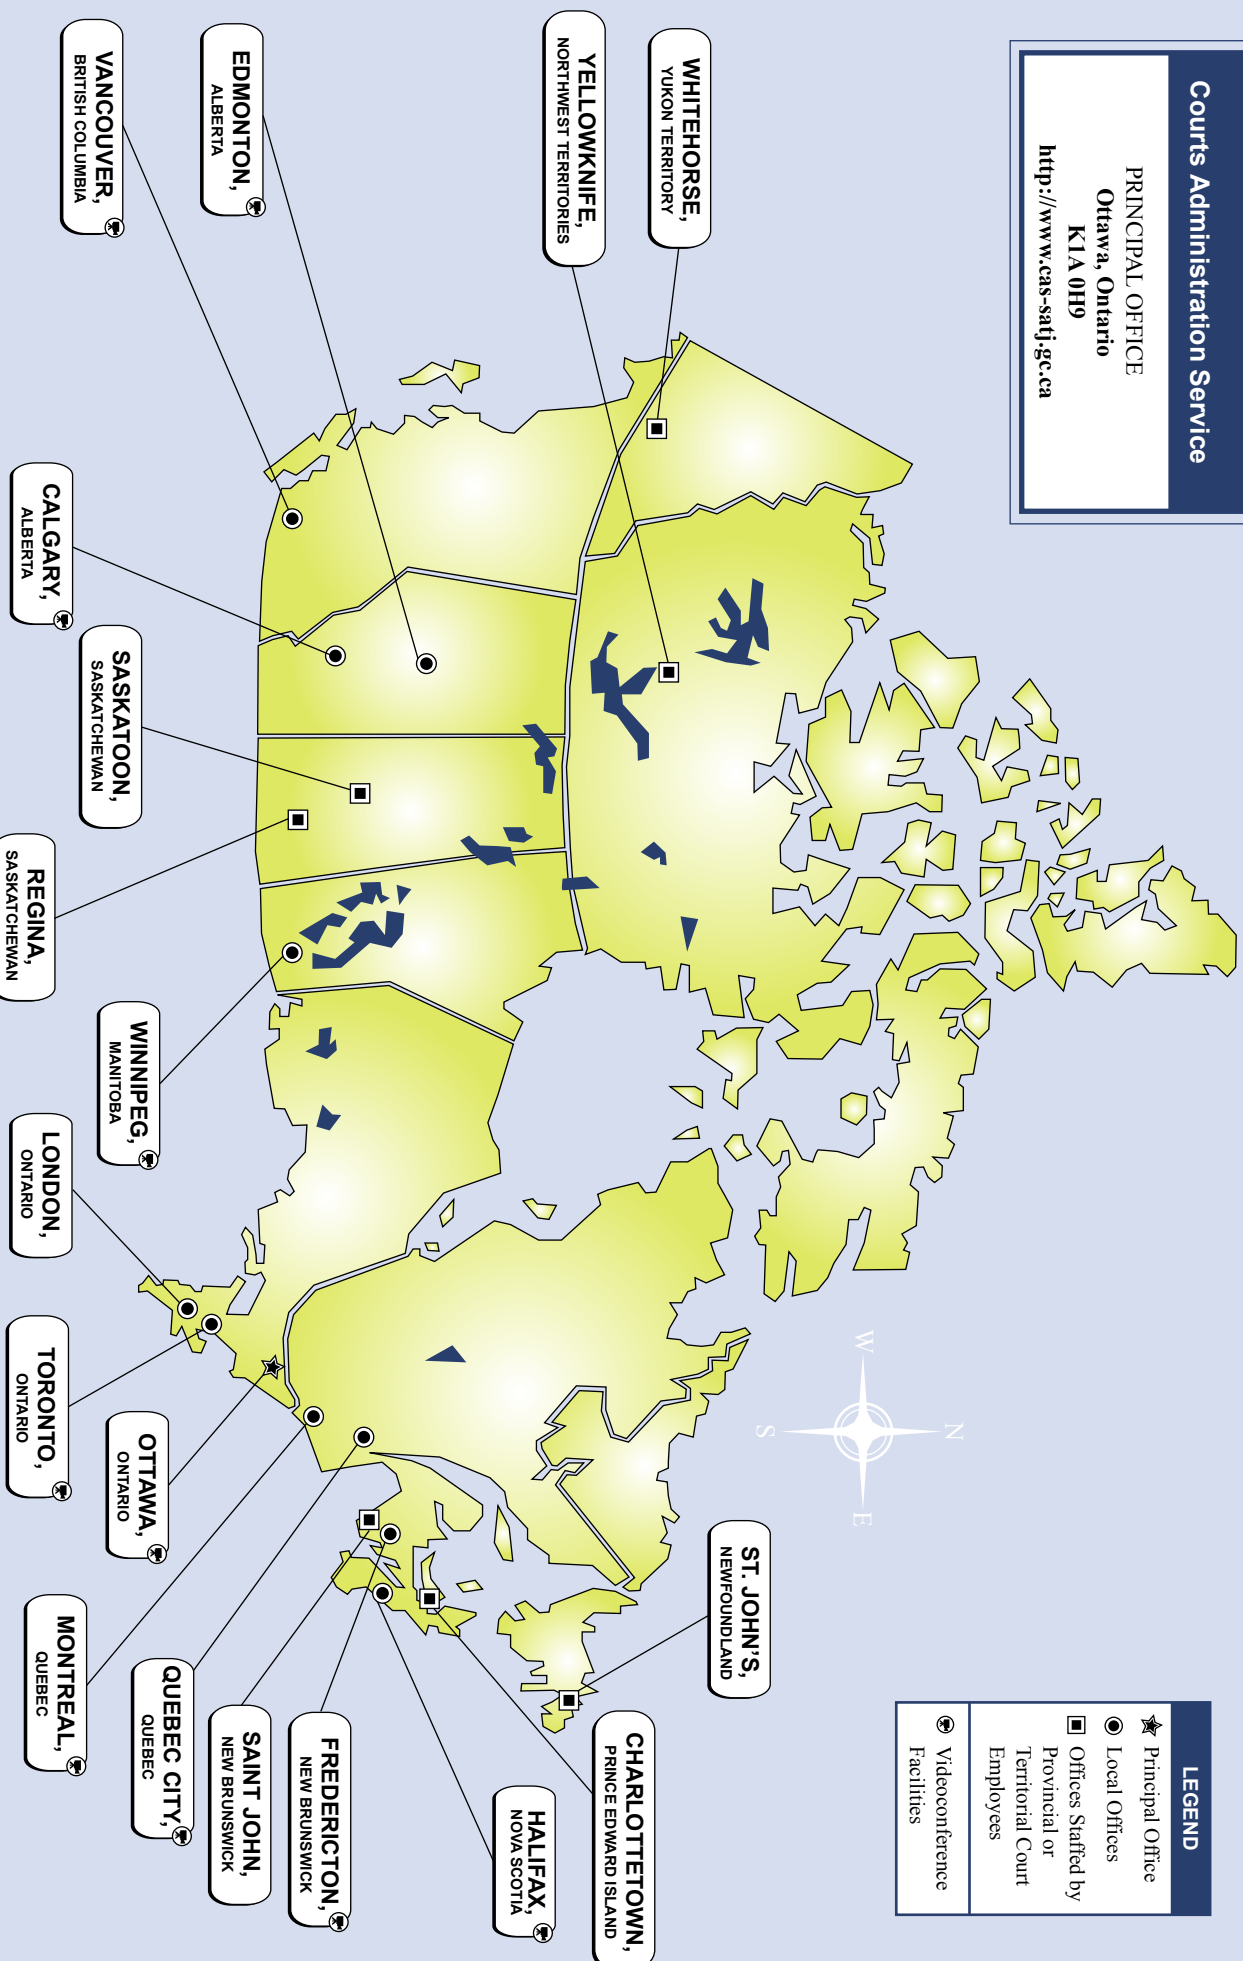 Courts Administration Service
PRINCIPAL OFFICE
Ottawa, Ontario
K1A 0H9
http://www.cas-satj.gc.ca
WHITEHORSE,
YUKON TERRITORY
YELLOWKNIFE,
NORTHWEST TERRITORIES
EDMONTON,
ALBERTA
VANCOUVER,
BRITISH COLUMBIA
CALGARY,
ALBERTA
SASKATOON,
SASKATCHEWAN
REGINA,
SASKATCHEWAN
WINNIPEG,
MANITOBA
LONDON,
ONTARIO
TORONTO,
ONTARIO
OTTAWA,
ONTARIO
MONTREAL,
QUEBEC
QUEBEC CITY,
QUEBEC
SAINT JOHN,
NEW BRUNSWICK
FREDERICTON,
NEW BRUNSWICK
HALIFAX,
NOVA SCOTIA
CHARLOTTETOWN,
PRINCE EDWARD ISLAND
ST. JOHN'S,
NEWFOUNDLAND
N
W
E
S
LEGEND
Principal Office
Local Offices
Offices Staffed by
Provincial or
Territorial Court
Employees
Videoconference
Facilities